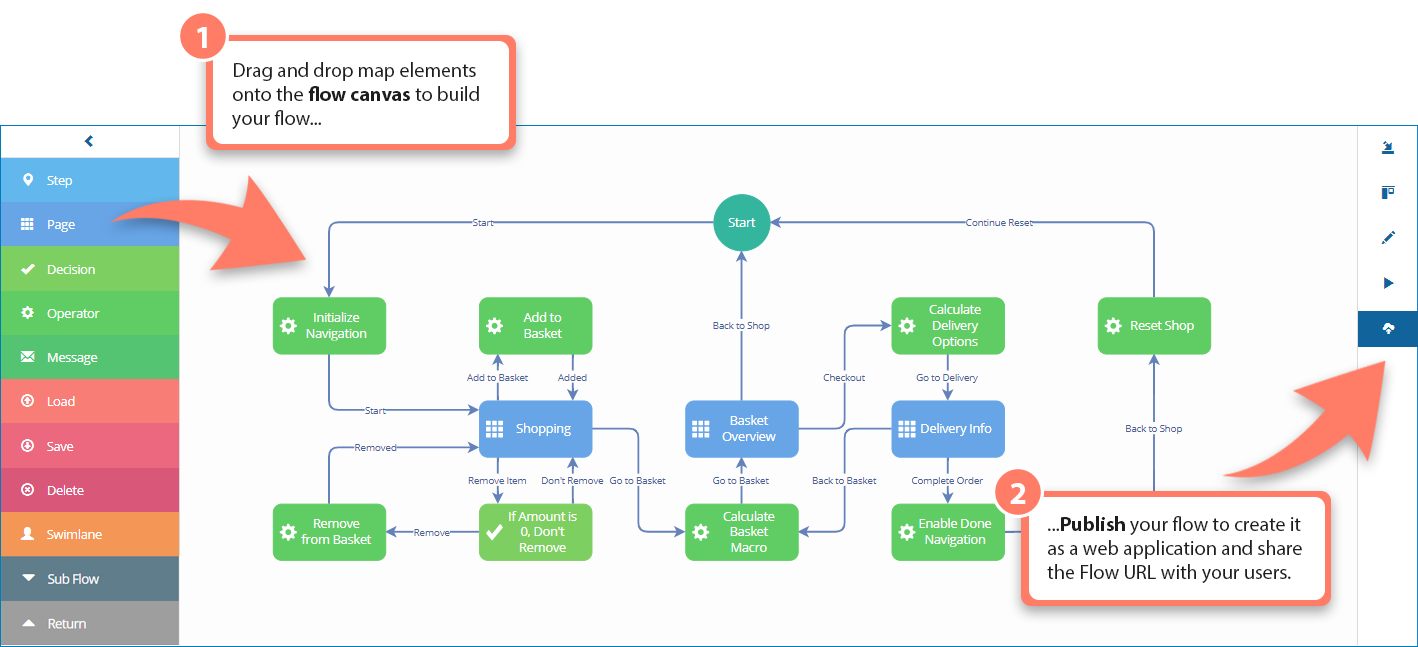 1
Drag and drop map elements
onto the flow canvas to build
your flow...
Step
Page
Decision
Operator
Message
Load
Save
Delete
Swimlane
Sub Flow
Return
Start
Start
Continue Reset
Initialize
Navigation
Add to
Basket
Back to Shop
Calculate
Delivery
Options
Reset Shop
Add to Basket
Added
Checkout
Go to Delivery
Start
Shopping
Basket
Overview
Delivery Info
Back to Shop
Removed
Remove Item
Don't Remove
Go to Basket
Go to Basket
Back to Basket
Complete Order
Remove
from Basket
Remove
If Amount is
0, Don't
Remove
Calculate
Basket
Macro
Enable Done
Navigation
2
...Publish your flow to create it
as a web application and share
the Flow URL with your users.